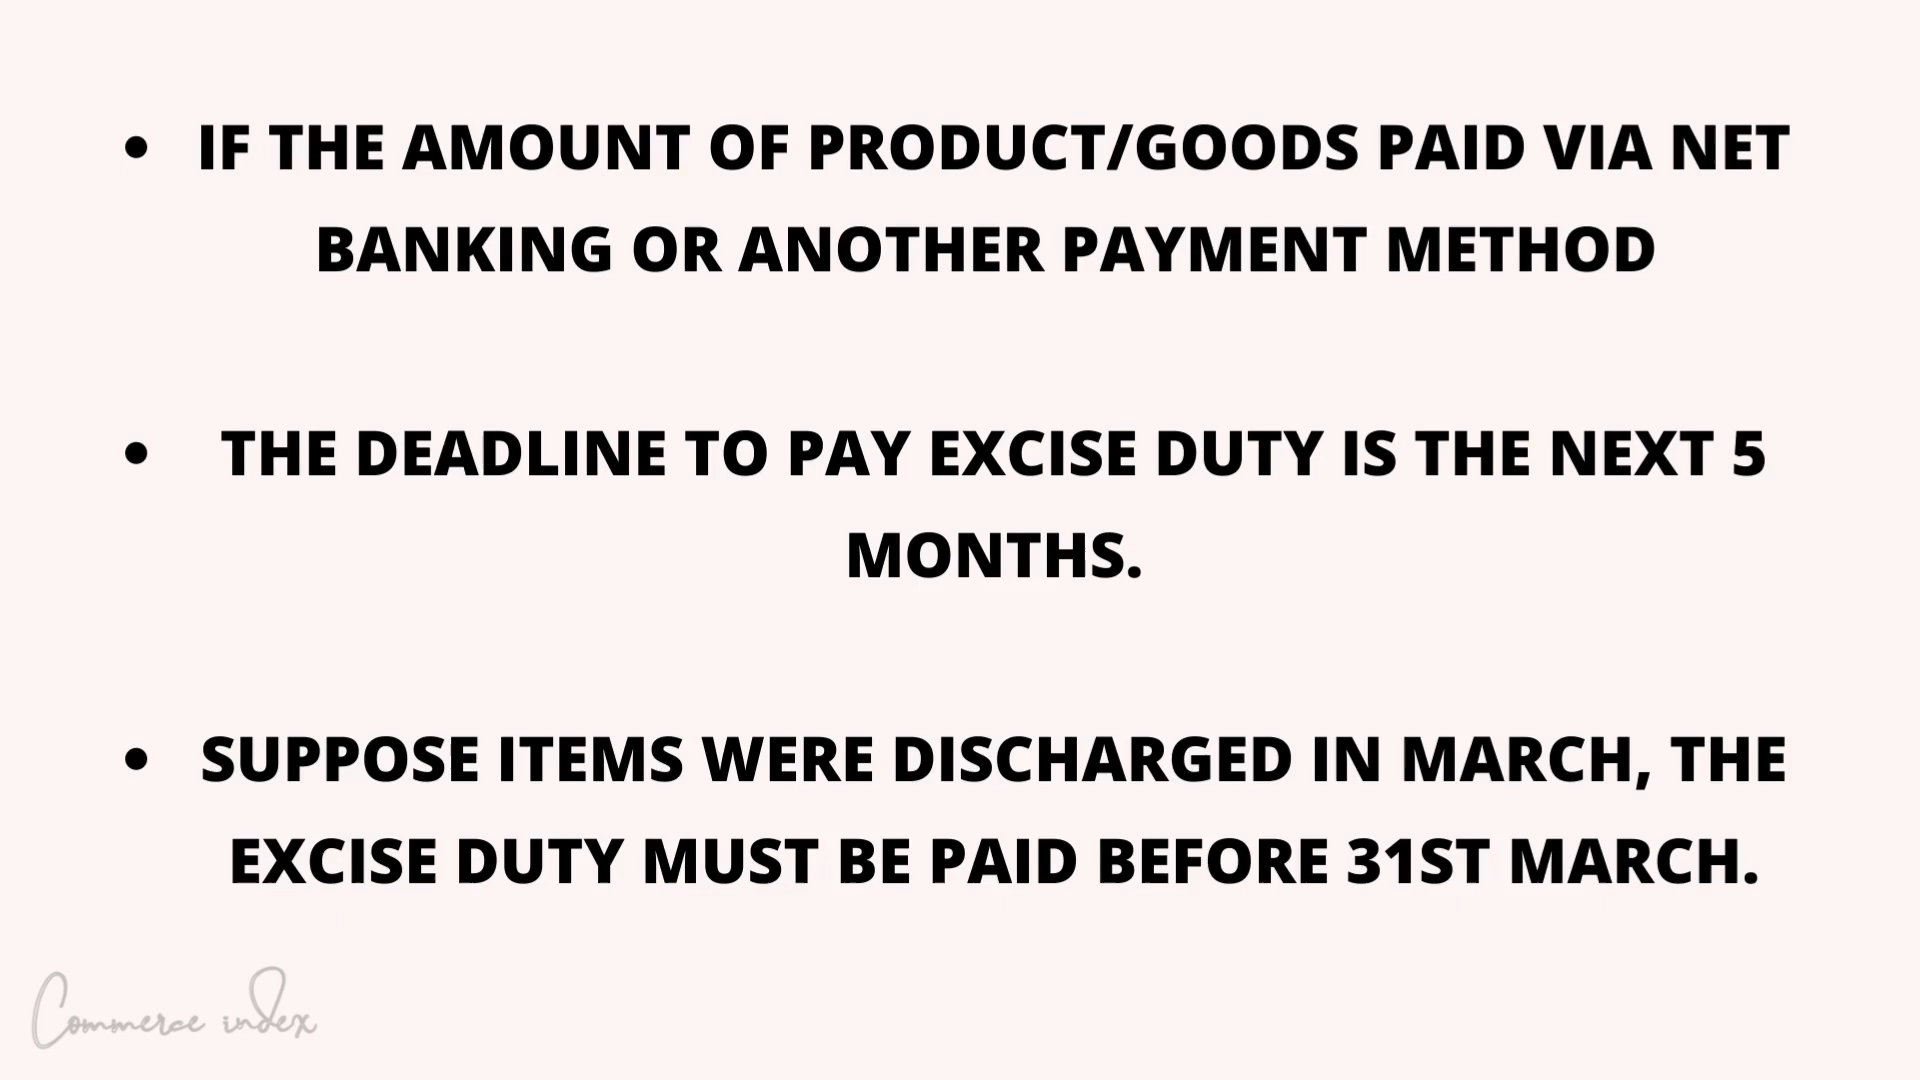 • IF THE AMOUNT OF PRODUCT/GOODS PAID VIA NET
BANKING OR ANOTHER PAYMENT METHOD
• THE DEADLINE TO PAY EXCISE DUTY IS THE NEXT 5
MONTHS.
• SUPPOSE ITEMS WERE DISCHARGED IN MARCH, THE
EXCISE DUTY MUST BE PAID BEFORE 31ST MARCH.
Commerce index